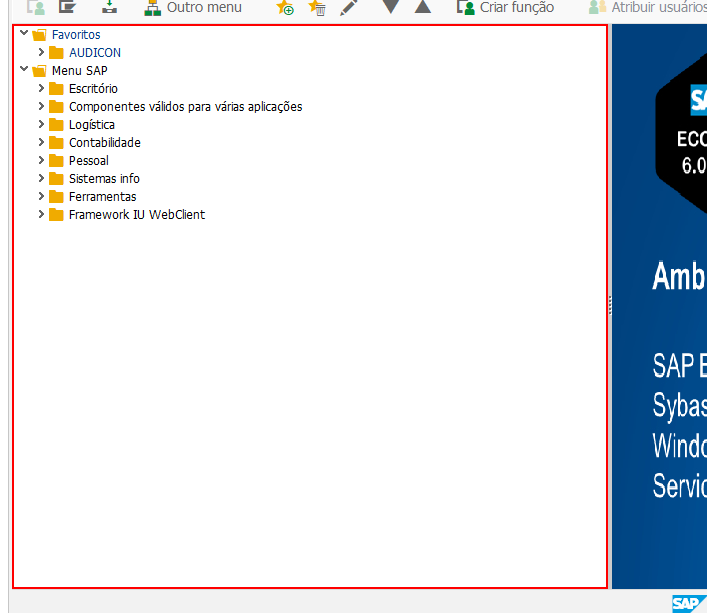 Outro menu Criar função Atribuir usuários
Favoritos
AUDICON
Menu SAP
Escritório
Componentes válidos para várias aplicações
Logística
Contabilidade
Pessoal
Sistemas info
Ferramentas
Framework IU WebClient
ECC
6.0
Amb
SAP E
Sybas
Windo
Servic
SAP